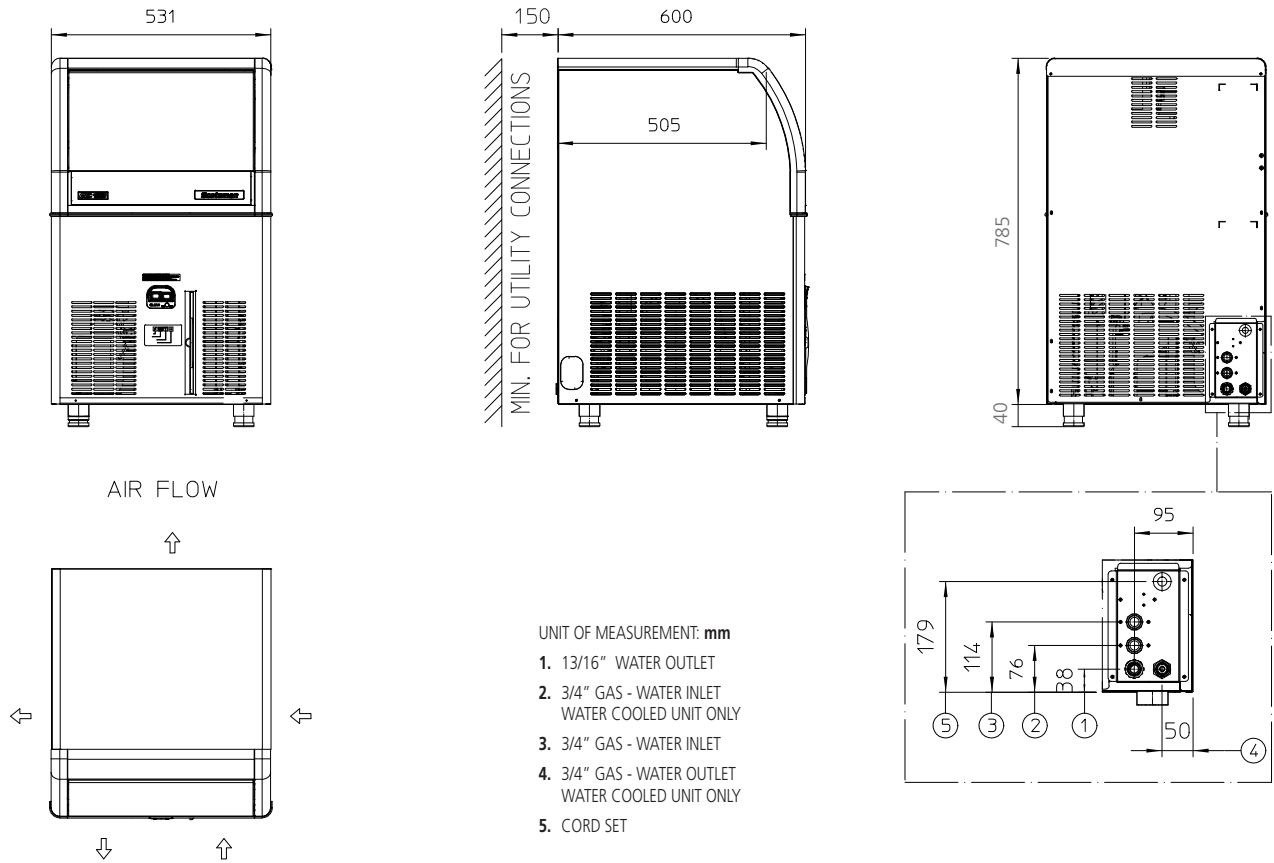 531
150
600
505
MIN. FOR UTILITY CONNECTIONS
785
40
AIR FLOW
UNIT OF MEASUREMENT: mm
1. 13/16" WATER OUTLET
2. 3/4" GAS - WATER INLET
WATER COOLED UNIT ONLY
3. 3/4" GAS - WATER INLET
4. 3/4" GAS - WATER OUTLET
WATER COOLED UNIT ONLY
5. CORD SET
95
179
114
76
38
5
3
2
1
50
4